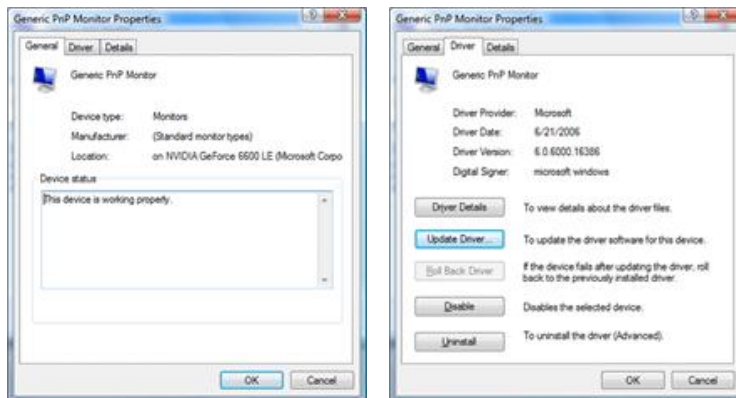 Generic PnP Monitor Properties
General Driver Details
Generic PnP Monitor
Device type: Monitors
Manufacturer: (Standard monitor types)
Location: on NVIDIA GeForce 6600 LE (Microsoft Corpo
Device status
This device is working properly.
OK Cancel
Generic PnP Monitor Properties
General Driver Details
Generic PnP Monitor
Driver Provider: Microsoft
Driver Date: 6/21/2006
Driver Version: 6.0.6000.16386
Digital Signer: microsoft windows
Driver Details To view details about the driver files.
Update Driver... To update the driver software for this device.
Roll Back Driver If the device fails after updating the driver, roll
back to the previously installed driver.
Disable Disables the selected device.
Uninstall To uninstall the driver (Advanced).
OK Cancel